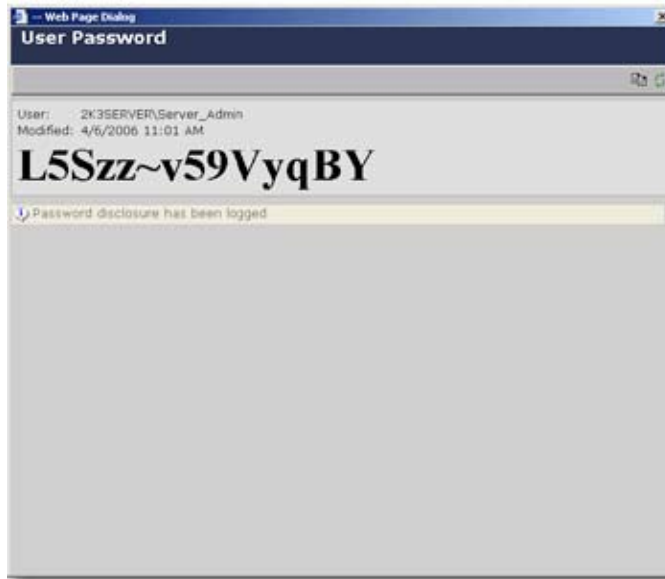 -- Web Page Dialog
User Password
User: 2K3SERVER\Server_Admin
Modified: 4/6/2006 11:01 AM
L5Szz~v59VyqBY
Password disclosure has been logged